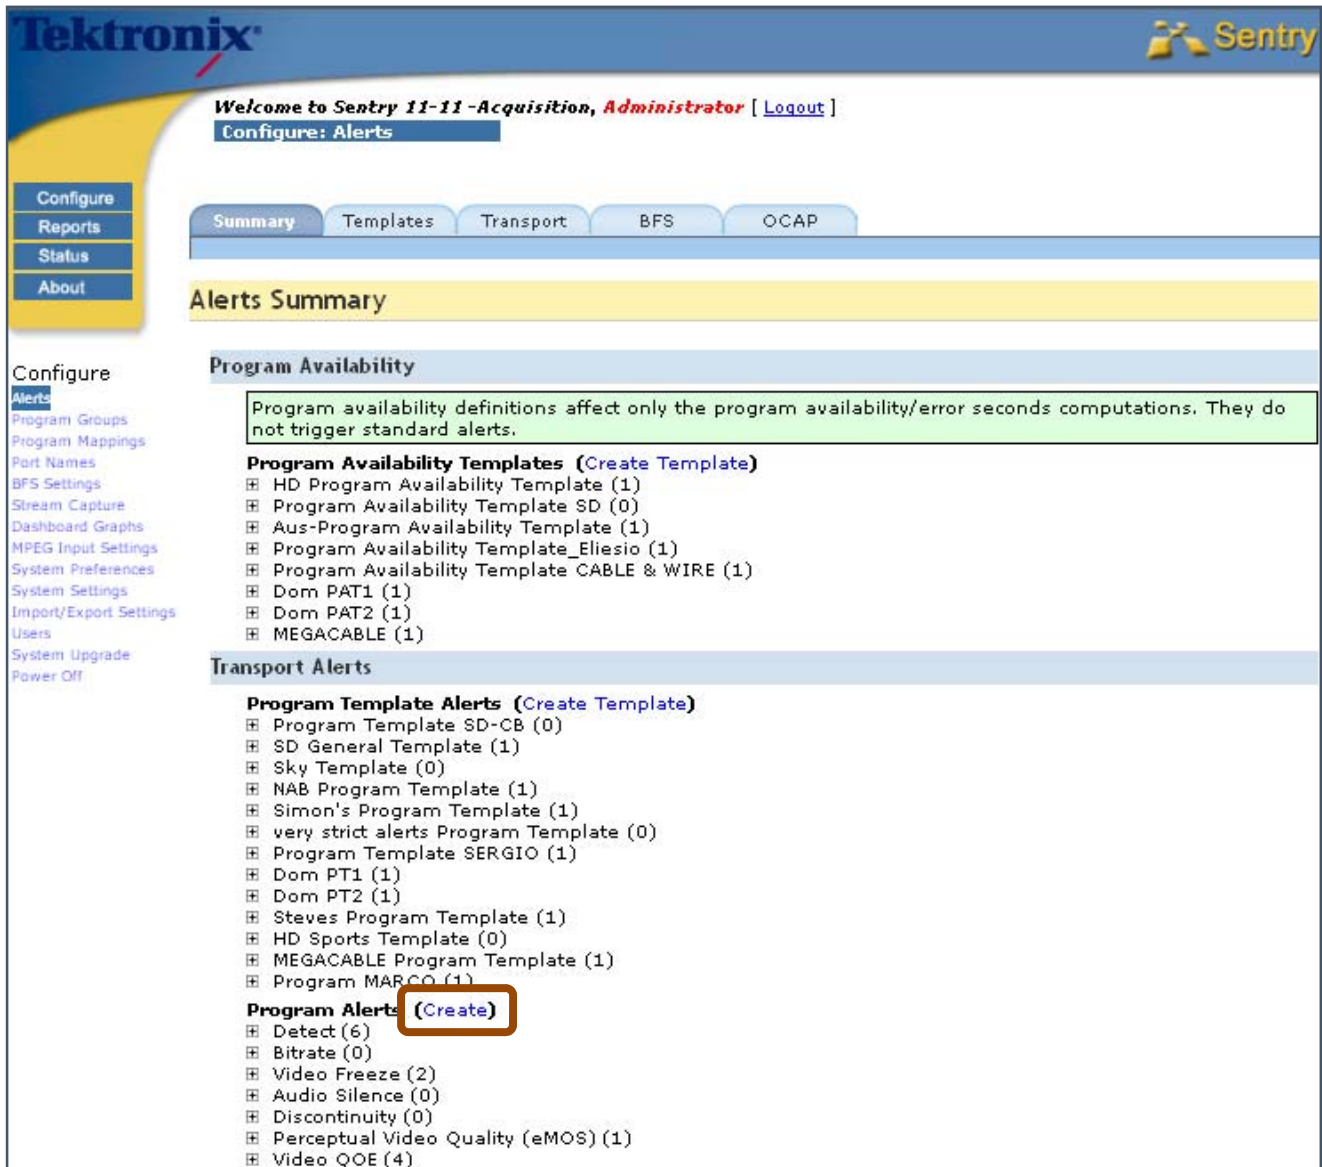 Tektronix
Sentry
Welcome to Sentry 11-11 -Acquisition, Administrator [ Logout ]
Configure: Alerts
Configure
Reports
Status
About
Summary
Templates
Transport
BFS
OCAP
Alerts Summary
Configure
Alerts
Program Groups
Program Mappings
Port Names
BFS Settings
Stream Capture
Dashboard Graphs
MPEG Input Settings
System Preferences
System Settings
Import/Export Settings
Users
System Upgrade
Power Off
Program Availability
Program availability definitions affect only the program availability/error seconds computations. They do
not trigger standard alerts.
Program Availability Templates (Create Template)
HD Program Availability Template (1)
Program Availability Template SD (0)
Aus-Program Availability Template (1)
Program Availability Template_Eliesio (1)
Program Availability Template CABLE & WIRE (1)
Dom PAT1 (1)
Dom PAT2 (1)
MEGACABLE (1)
Transport Alerts
Program Template Alerts (Create Template)
Program Template SD-CB (0)
SD General Template (1)
Sky Template (0)
NAB Program Template (1)
Simon's Program Template (1)
very strict alerts Program Template (0)
Program Template SERGIO (1)
Dom PT1 (1)
Dom PT2 (1)
Steves Program Template (1)
HD Sports Template (0)
MEGACABLE Program Template (1)
Program MARCO (1)
Program Alerts (Create)
Detect (6)
Bitrate (0)
Video Freeze (2)
Audio Silence (0)
Discontinuity (0)
Perceptual Video Quality (eMOS) (1)
Video QOE (4)